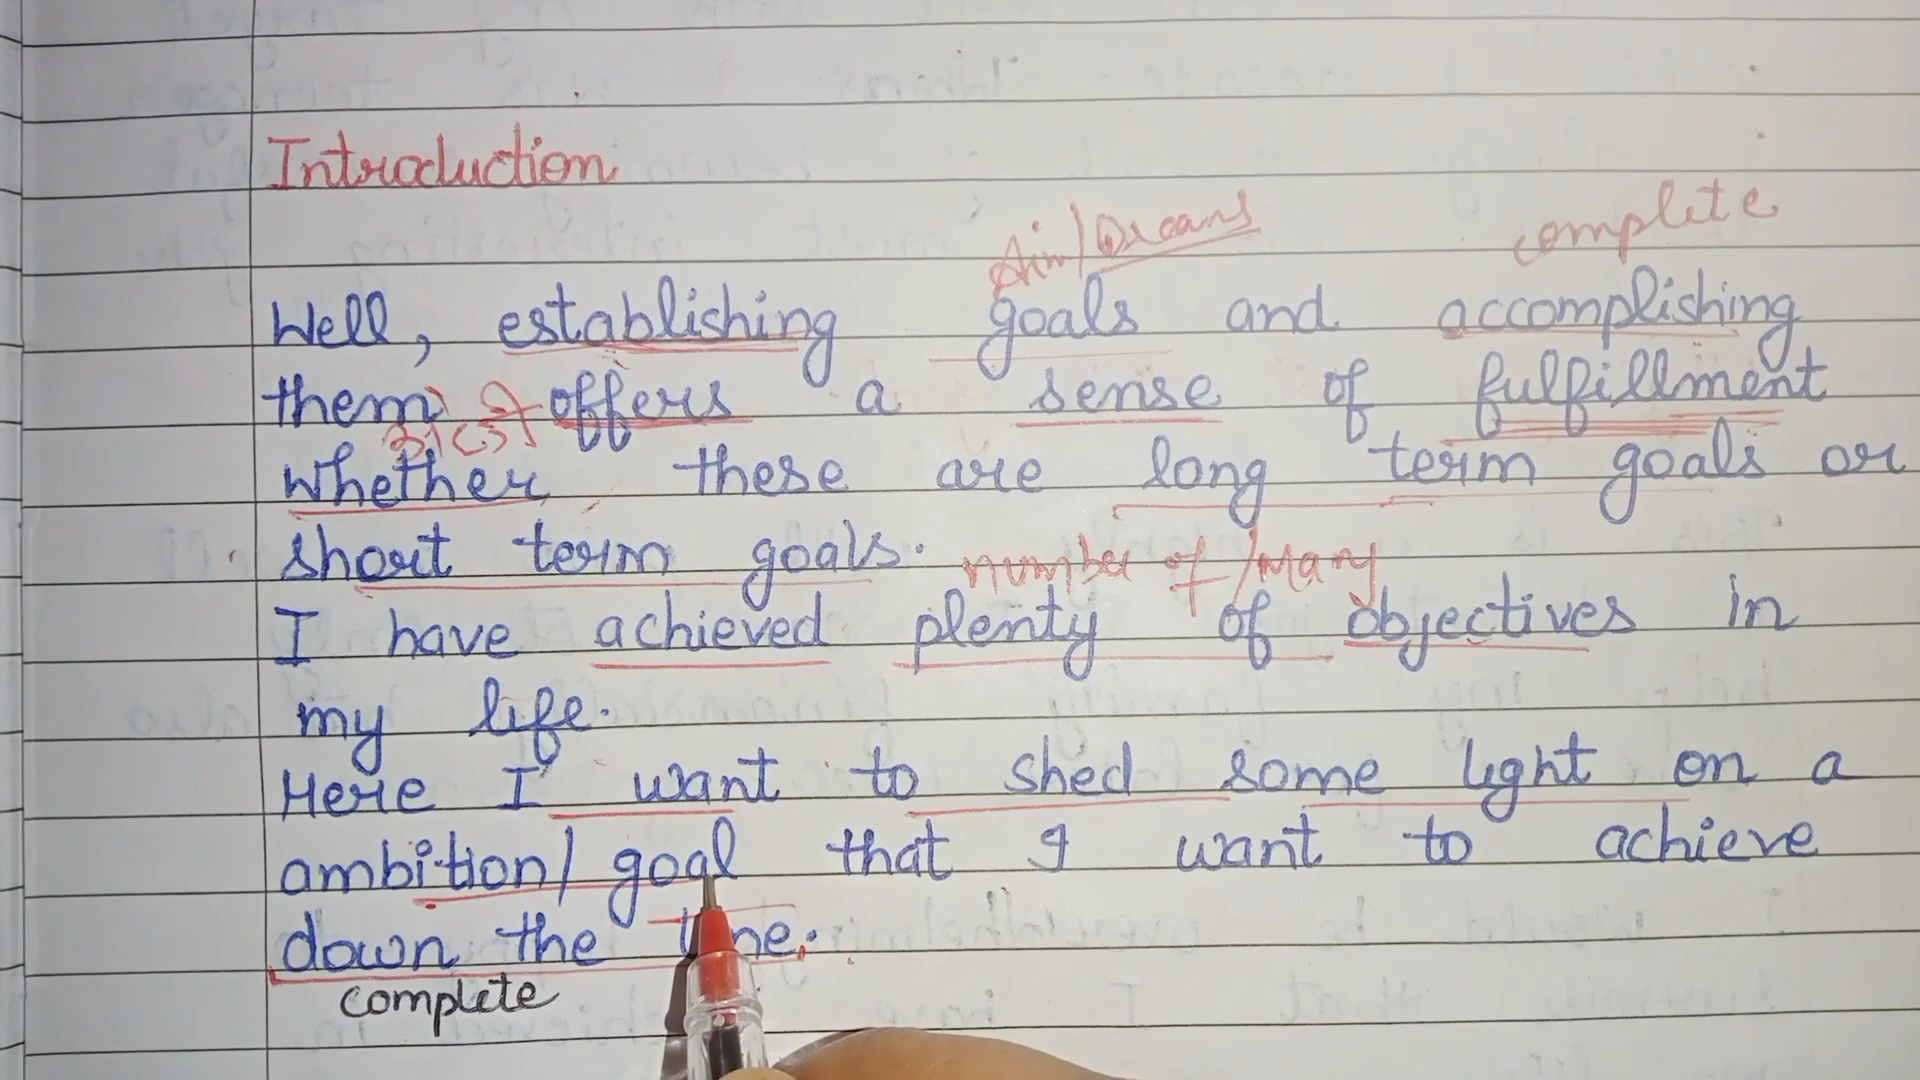 Introduction
Aim/Dreams complete
Well, establishing goals and accomplishing
them offers a sense of fulfillment
whether these are long term goals or
short term goals. number of/Many
I have achieved plenty of objectives in
my life.
Here I want to shed some light on a
ambition/ goal that I want to achieve
down the
complete